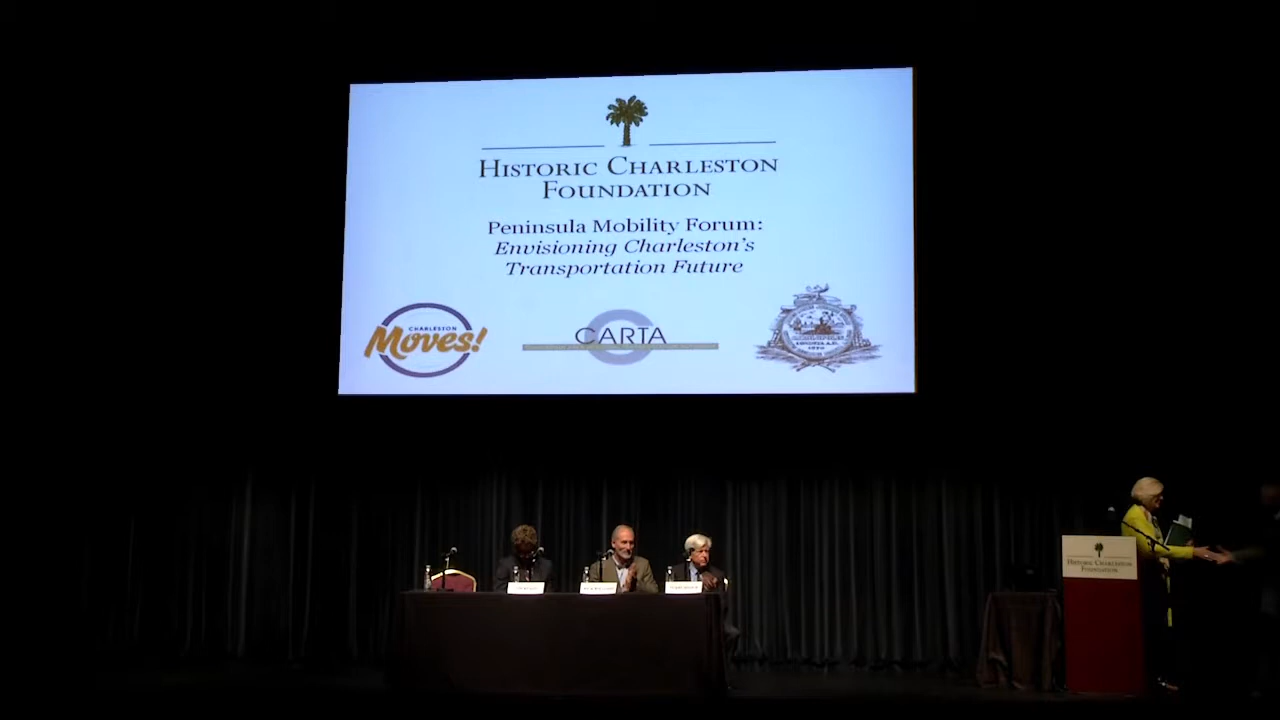 HISTORIC CHARLESTON
FOUNDATION
Peninsula Mobility Forum:
Envisioning Charleston's
Transportation Future
CHARLESTON
Moves!
CARTA
HISTORIC CHARLESTON
FOUNDATION